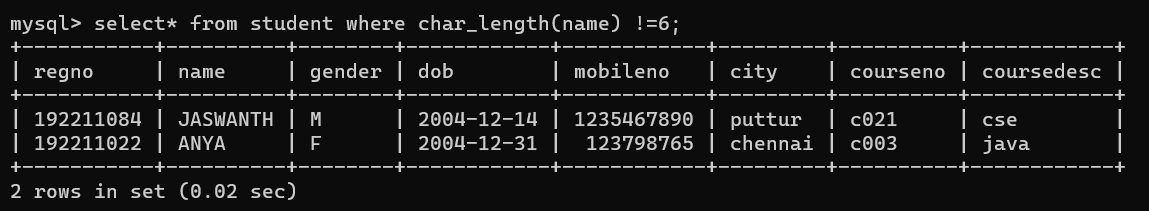 mysql> select* from student where char_length(name) !=6;
+-----------+----------+--------+------------+------------+---------+----------+------------+
| regno     | name     | gender | dob        | mobileno   | city    | courseno | coursedesc |
+-----------+----------+--------+------------+------------+---------+----------+------------+
| 192211084 | JASWANTH | M      | 2004-12-14 | 1235467890 | puttur  | c021     | cse        |
| 192211022 | ANYA     | F      | 2004-12-31 |  123798765 | chennai | c003     | java       |
+-----------+----------+--------+------------+------------+---------+----------+------------+
2 rows in set (0.02 sec)